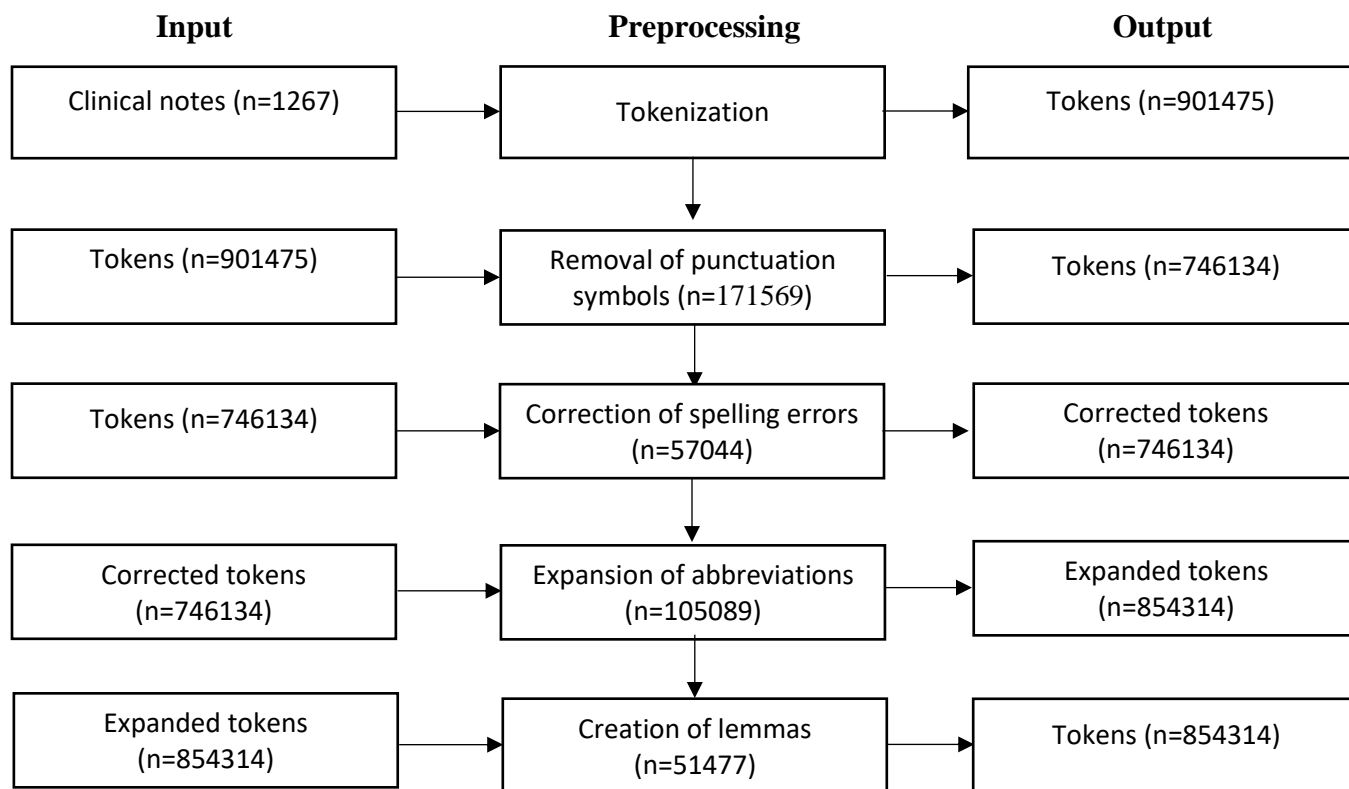 Input
Preprocessing
Output
Clinical notes (n=1267)
Tokenization
Tokens (n=901475)
Tokens (n=901475)
Removal of punctuation
symbols (n=171569)
Tokens (n=746134)
Tokens (n=746134)
Correction of spelling errors
(n=57044)
Corrected tokens
(n=746134)
Corrected tokens
(n=746134)
Expansion of abbreviations
(n=105089)
Expanded tokens
(n=854314)
Expanded tokens
(n=854314)
Creation of lemmas
(n=51477)
Tokens (n=854314)